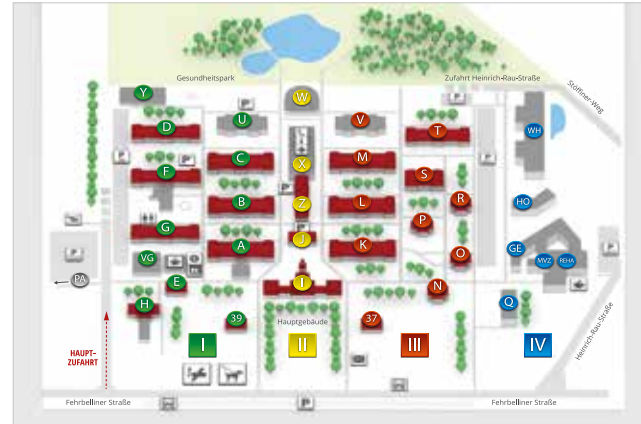 Gesundheitspark
Zufahrt Heinrich-Rau-Straße
Stöffiner-Weg
Y
W
P
U
V
P
D
T
WH
P
C
X
M
P
F
P
S
P
B
Z
L
R
HO
P
G
J
P
A
K
O
GE
P
VG
MVZ
REHA
P
PA
E
I
N
H
Q
39
Hauptgebäude
37
HAUPT-
ZUFAHRT
I
II
III
IV
Heinrich-Rau-Straße
Fehrbelliner Straße
P
Fehrbelliner Straße